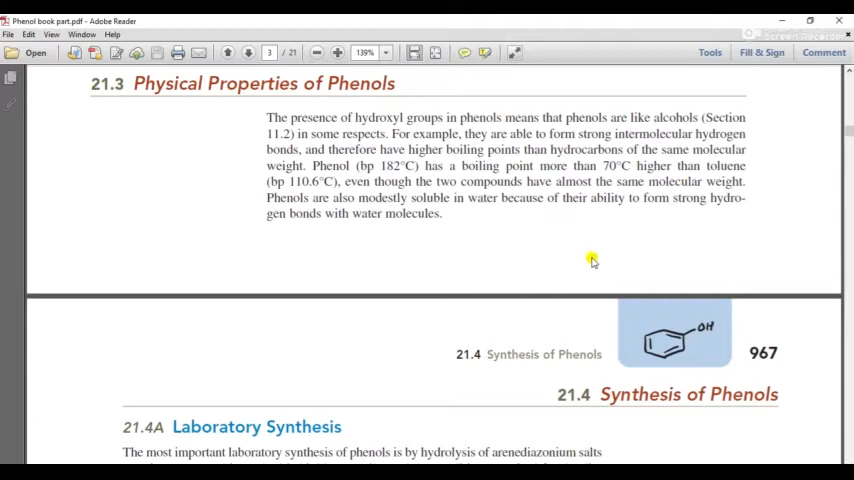 Phenol book part.pdf - Adobe Reader
File Edit View Window Help
Open 3 / 21 139% Tools Fill & Sign Comment
21.3 Physical Properties of Phenols
The presence of hydroxyl groups in phenols means that phenols are like alcohols (Section
11.2) in some respects. For example, they are able to form strong intermolecular hydrogen
bonds, and therefore have higher boiling points than hydrocarbons of the same molecular
weight. Phenol (bp 182°C) has a boiling point more than 70°C higher than toluene
(bp 110.6°C), even though the two compounds have almost the same molecular weight.
Phenols are also modestly soluble in water because of their ability to form strong hydro-
gen bonds with water molecules.
OH
21.4 Synthesis of Phenols 967
21.4 Synthesis of Phenols
21.4A Laboratory Synthesis
The most important laboratory synthesis of phenols is by hydrolysis of arenediazonium salts